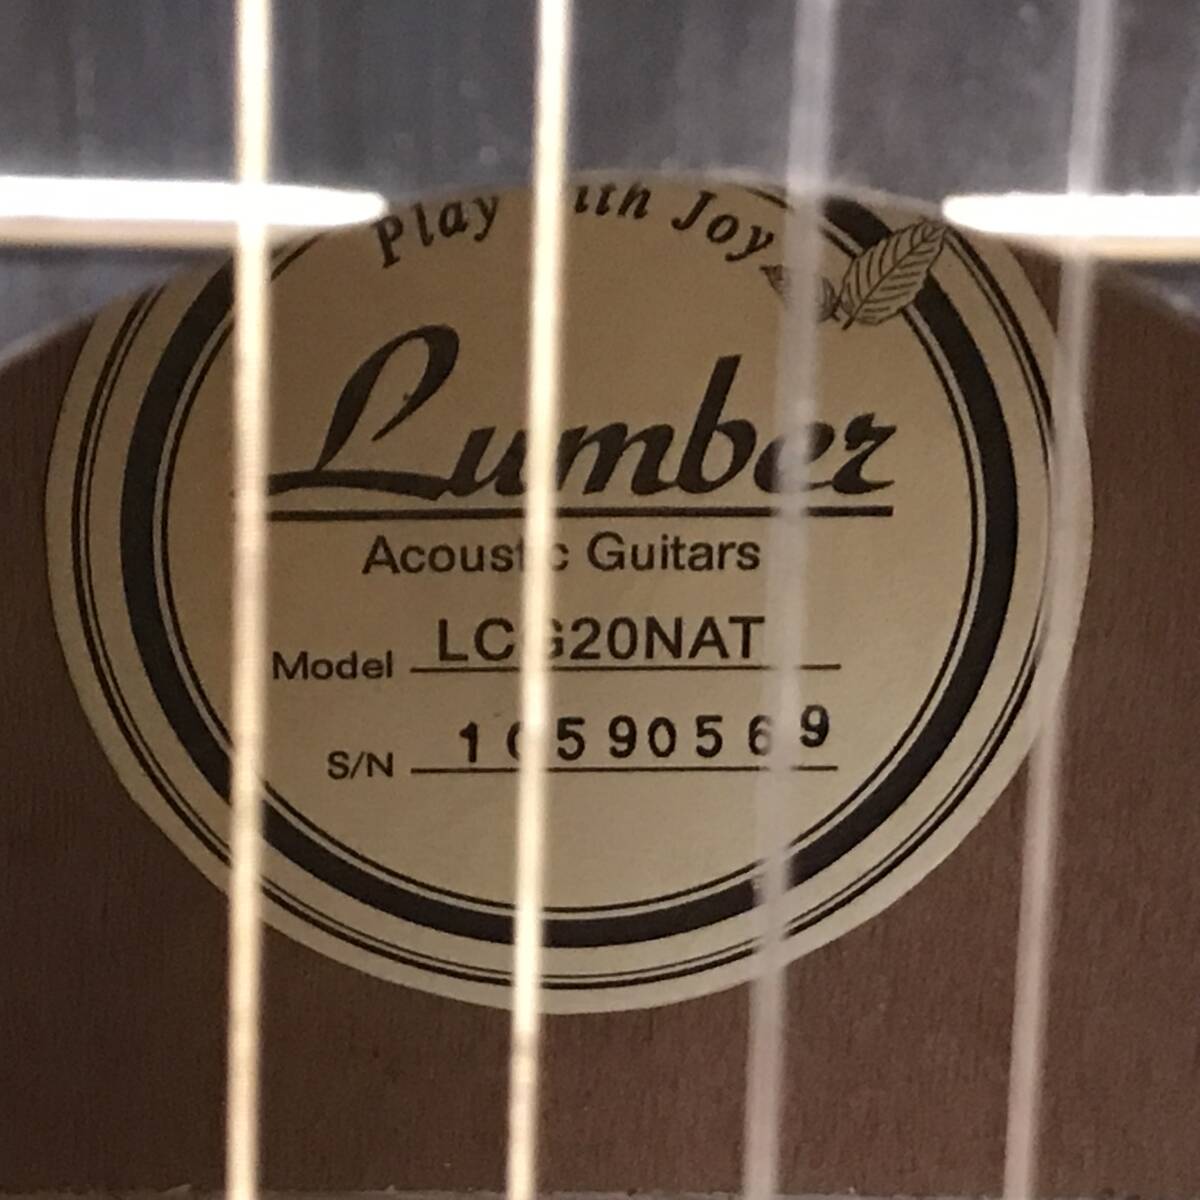 Play with Joy
Lumber
Acoustic Guitars
Model LCG20NAT
S/N